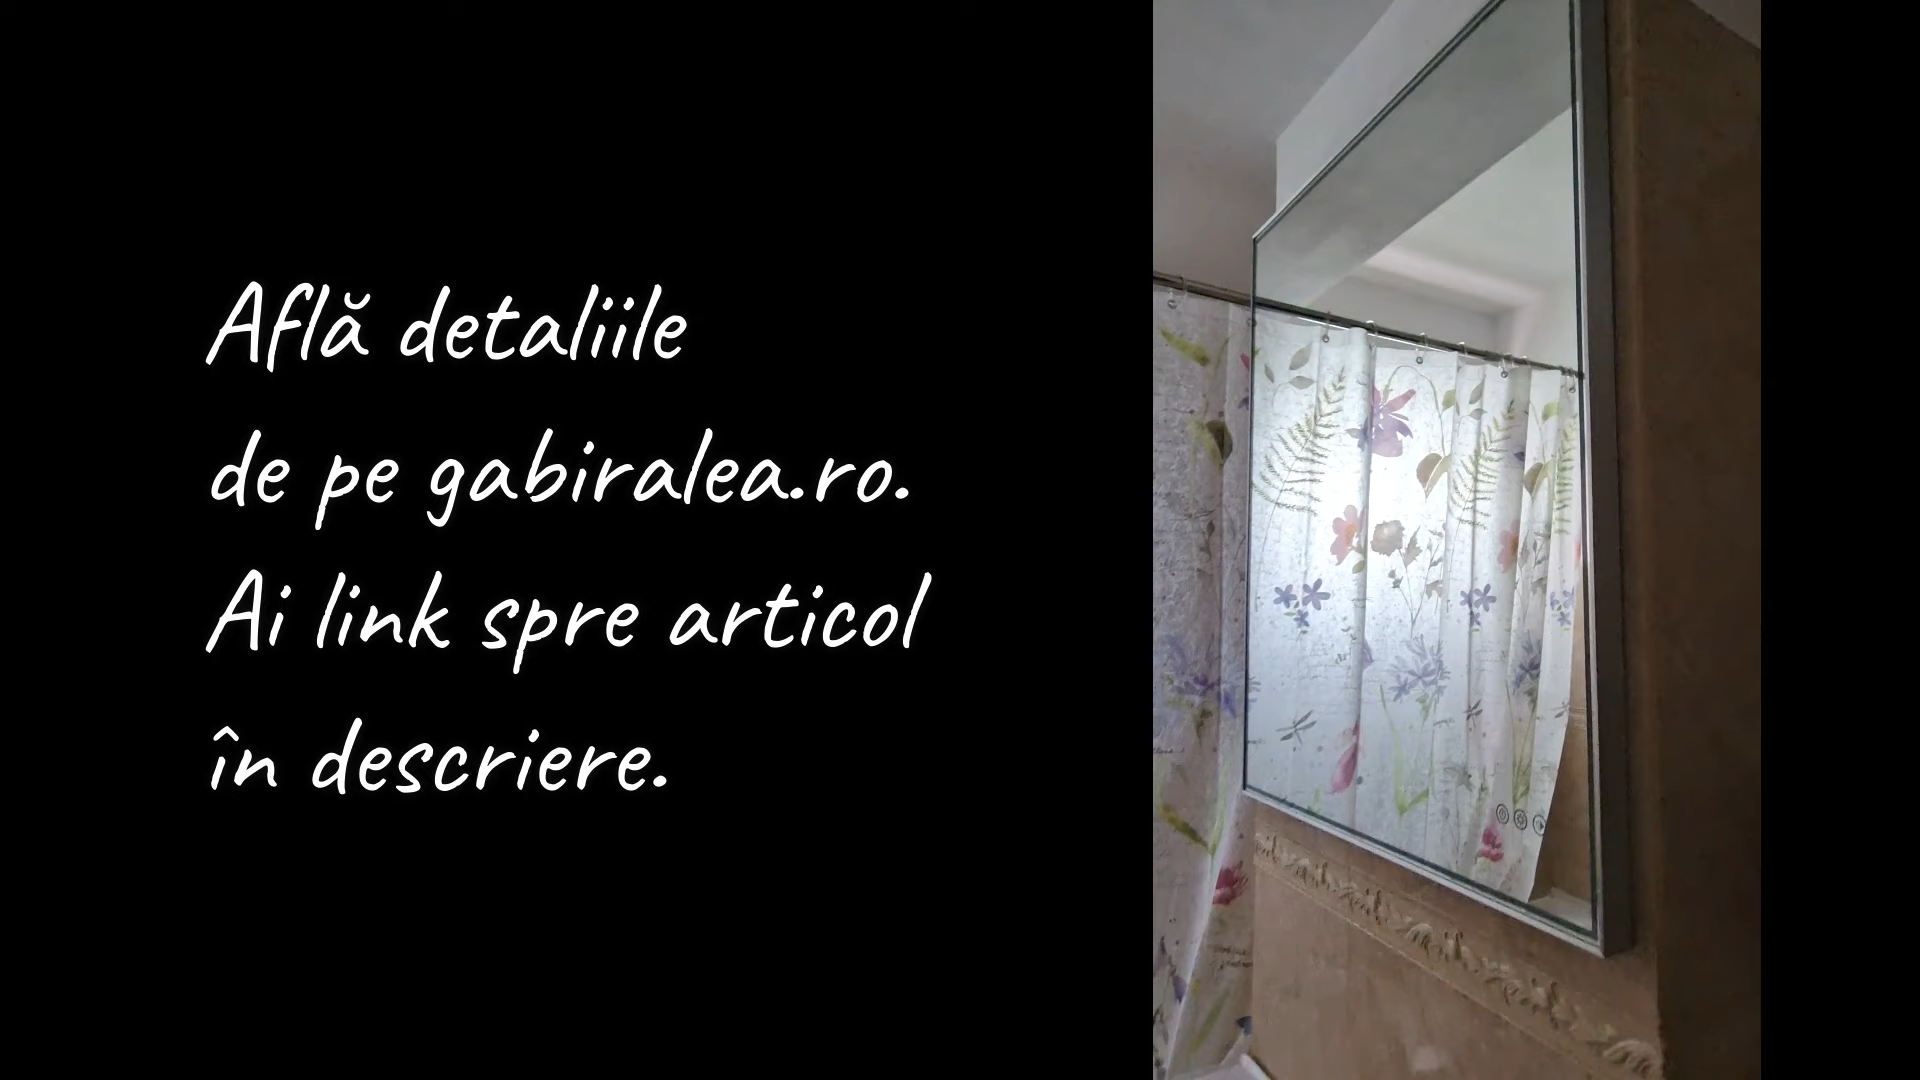 Află detaliile
de pe gabiralea.ro.
Ai link spre articol
în descriere.